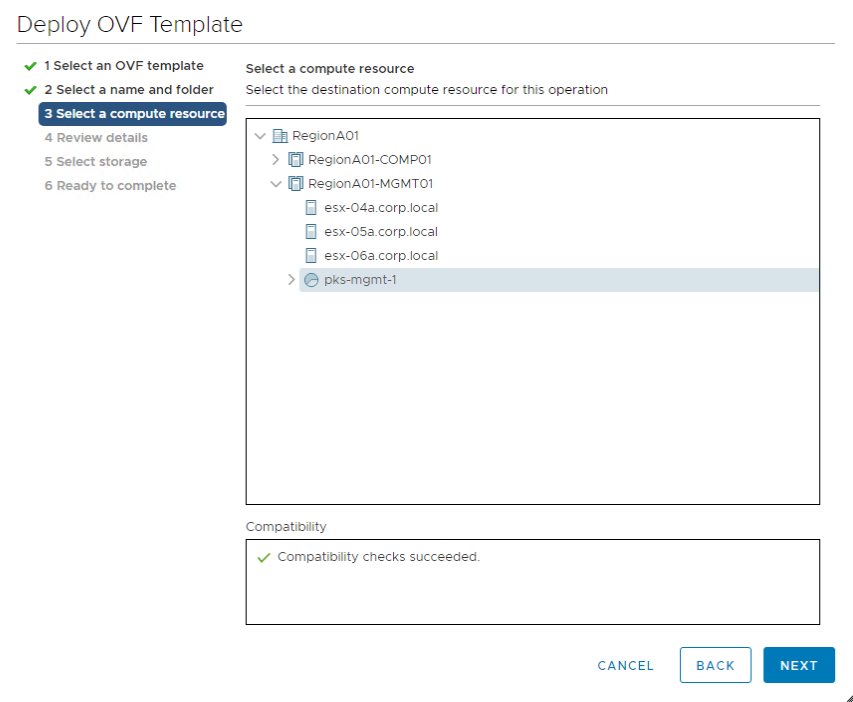 Deploy OVF Template
1 Select an OVF template
2 Select a name and folder
3 Select a compute resource
4 Review details
5 Select storage
6 Ready to complete
Select a compute resource
Select the destination compute resource for this operation
RegionA01
RegionA01-COMP01
RegionA01-MGMT01
esx-04a.corp.local
esx-05a.corp.local
esx-06a.corp.local
pks-mgmt-1
Compatibility
Compatibility checks succeeded.
CANCEL
BACK
NEXT